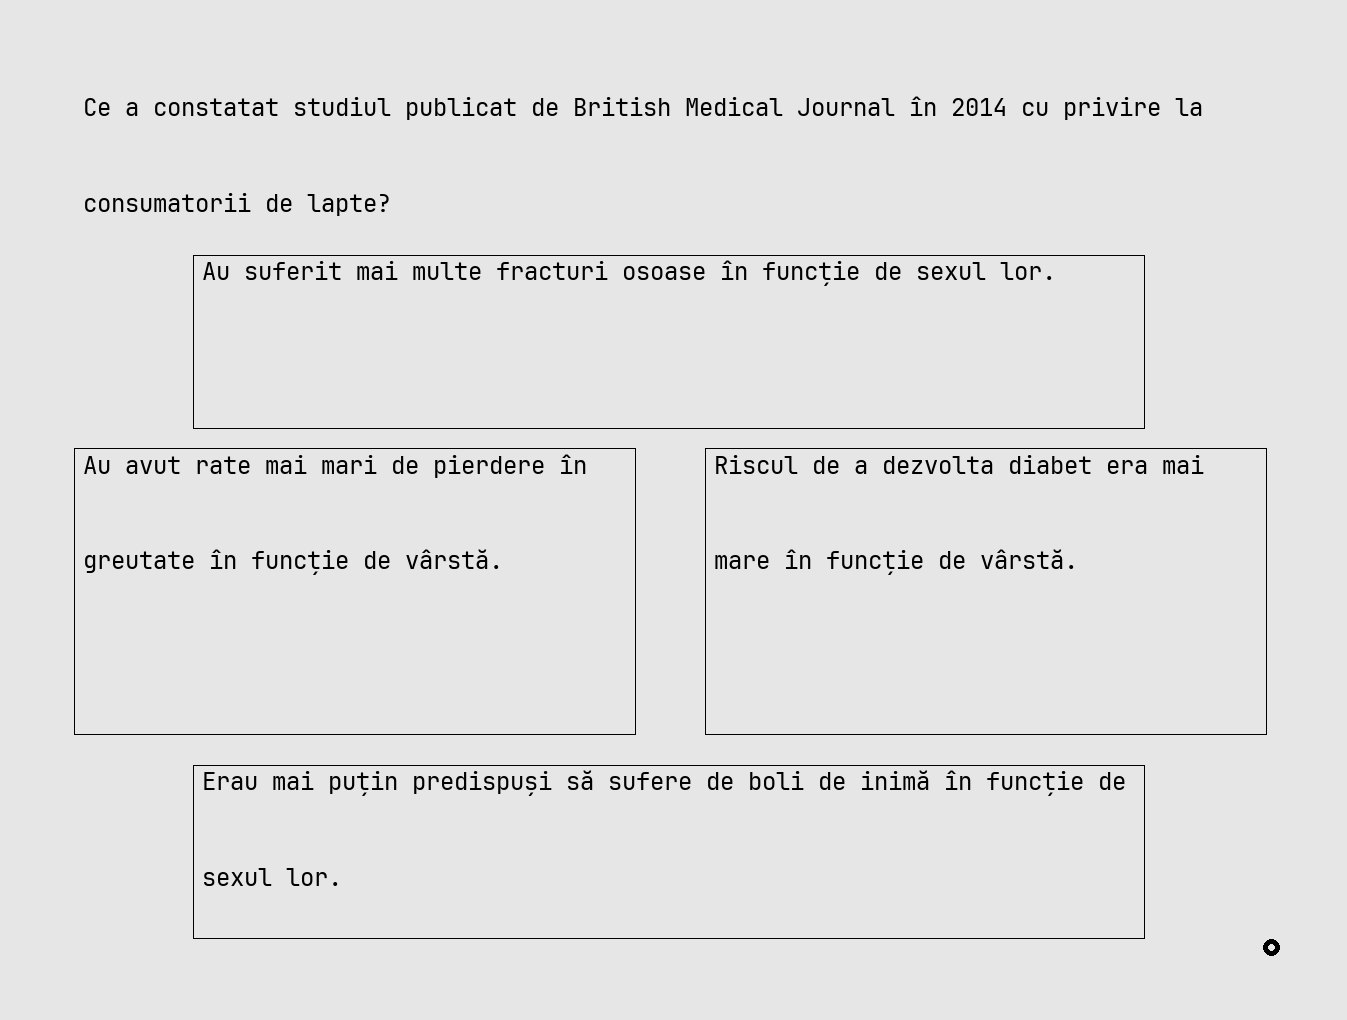 Ce a constatat studiul publicat de British Medical Journal în 2014 cu privire la
consumatorii de lapte?
Au suferit mai multe fracturi osoase în funcție de sexul lor.
Au avut rate mai mari de pierdere în
greutate în funcție de vârstă.
Riscul de a dezvolta diabet era mai
mare în funcție de vârstă.
Erau mai puțin predispuși să sufere de boli de inimă în funcție de
sexul lor.